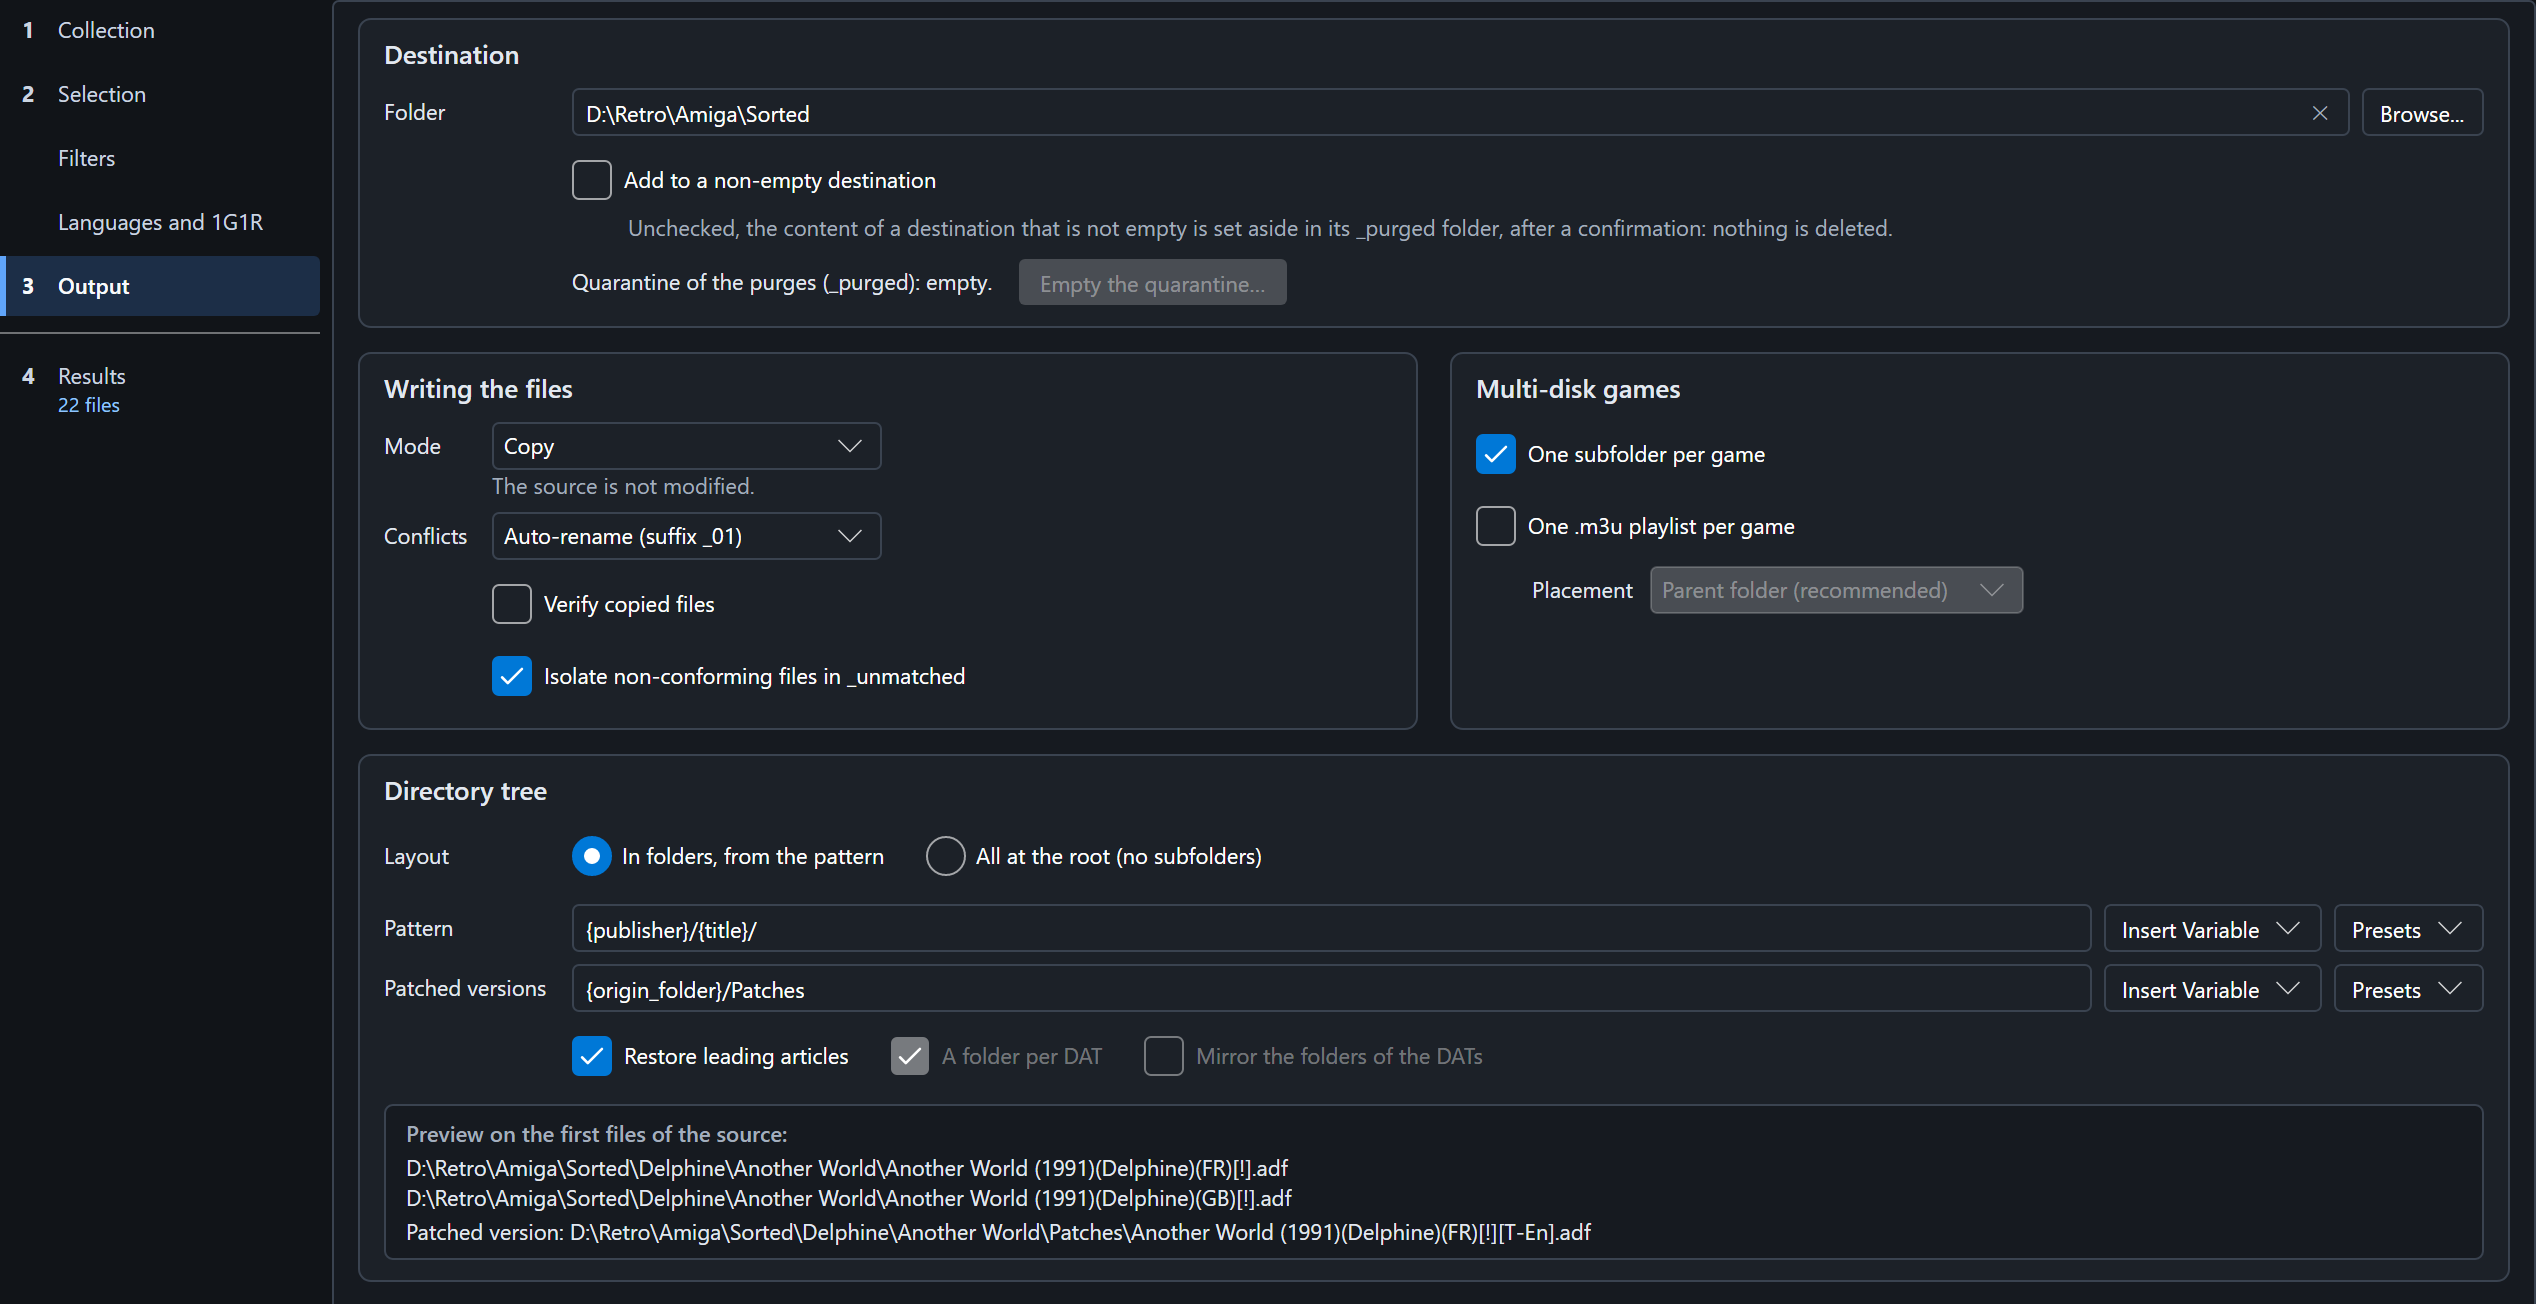 1 Collection
2 Selection
Filters
Languages and 1G1R
3 Output
4 Results
22 files
Destination
Folder D:\Retro\Amiga\Sorted Browse...
Add to a non-empty destination
Unchecked, the content of a destination that is not empty is set aside in its _purged folder, after a confirmation: nothing is deleted.
Quarantine of the purges (_purged): empty. Empty the quarantine...
Writing the files
Mode Copy
The source is not modified.
Conflicts Auto-rename (suffix _01)
Verify copied files
Isolate non-conforming files in _unmatched
Multi-disk games
One subfolder per game
One .m3u playlist per game
Placement Parent folder (recommended)
Directory tree
Layout In folders, from the pattern All at the root (no subfolders)
Pattern {publisher}/{title}/ Insert Variable Presets
Patched versions {origin_folder}/Patches Insert Variable Presets
Restore leading articles A folder per DAT Mirror the folders of the DATs
Preview on the first files of the source:
D:\Retro\Amiga\Sorted\Delphine\Another World\Another World (1991)(Delphine)(FR)[!].adf
D:\Retro\Amiga\Sorted\Delphine\Another World\Another World (1991)(Delphine)(GB)[!].adf
Patched version: D:\Retro\Amiga\Sorted\Delphine\Another World\Patches\Another World (1991)(Delphine)(FR)[!][T-En].adf